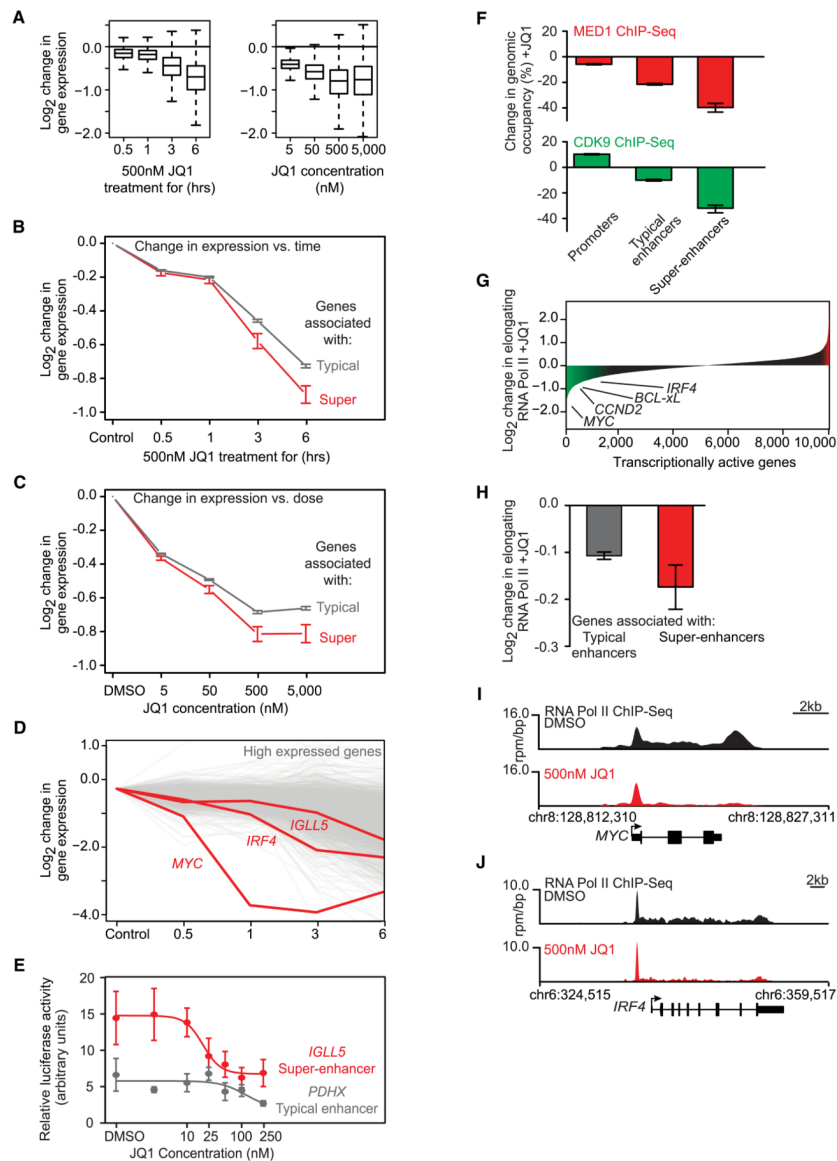 A
Log2 change in
gene expression
0.0
−1.0
−2.0
0.5 1 3 6
500nM JQ1
treatment for (hrs)
0.0
−1.0
−2.0
5 50 500 5,000
JQ1 concentration
(nM)
B
Log2 change in
gene expression
0.0
-0.2
-0.4
-0.6
-0.8
-1.0
Change in expression vs. time
Genes
associated
with:
Typical
Super
Control 0.5 1 3 6
500nM JQ1 treatment for (hrs)
C
Log2 change in
gene expression
0.0
-0.2
-0.4
-0.6
-0.8
-1.0
Change in expression vs. dose
Genes
associated
with:
Typical
Super
DMSO 5 50 500 5,000
JQ1 concentration (nM)
D
Log2 change in
gene expression
1.0
0.0
−2.0
−4.0
High expressed genes
IGLL5
IRF4
MYC
Control 0.5 1 3 6
E
Relative luciferase activity
(arbitrary units)
20
15
10
5
0
IGLL5
Super-enhancer
PDHX
Typical enhancer
DMSO 10 25 100 250
JQ1 Concentration (nM)
F
Change in genomic
occupancy (%) +JQ1
20
0
-20
-40
MED1 ChIP-Seq
20
0
-20
-40
CDK9 ChIP-Seq
Promoters
Typical
enhancers
Super-enhancers
G
Log2 change in elongating
RNA Pol II +JQ1
2.0
1.0
0.0
−1.0
−2.0
IRF4
BCL-xL
CCND2
MYC
0 2,000 4,000 6,000 8,000 10,000
Transcriptionally active genes
H
Log2 change in elongating
RNA Pol II +JQ1
0.0
-0.1
-0.2
-0.3
Genes associated with:
Typical
enhancers
Super-enhancers
I
RNA Pol II ChIP-Seq
DMSO
2kb
16.0
rpm/bp
16.0
500nM JQ1
chr8:128,812,310 chr8:128,827,311
MYC
J
RNA Pol II ChIP-Seq
DMSO
2kb
10.0
rpm/bp
10.0
500nM JQ1
chr6:324,515 chr6:359,517
IRF4